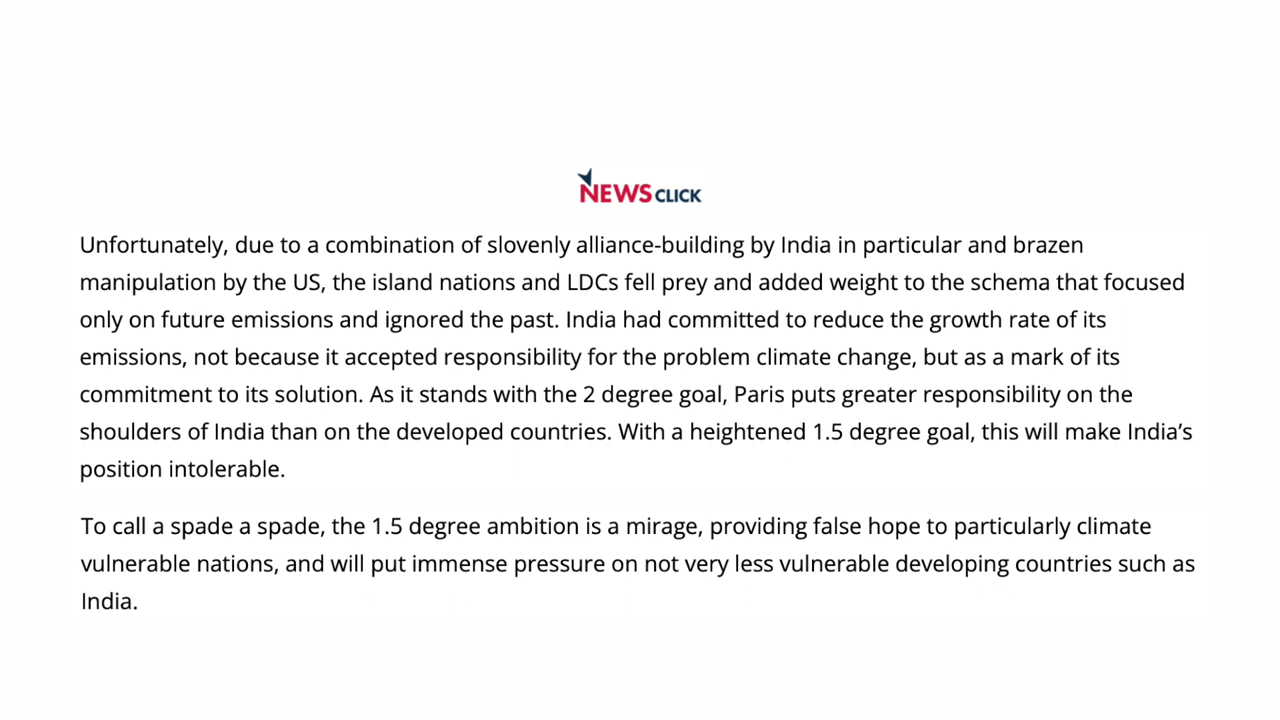 NEWSCLICK
Unfortunately, due to a combination of slovenly alliance-building by India in particular and brazen
manipulation by the US, the island nations and LDCs fell prey and added weight to the schema that focused
only on future emissions and ignored the past. India had committed to reduce the growth rate of its
emissions, not because it accepted responsibility for the problem climate change, but as a mark of its
commitment to its solution. As it stands with the 2 degree goal, Paris puts greater responsibility on the
shoulders of India than on the developed countries. With a heightened 1.5 degree goal, this will make India’s
position intolerable.
To call a spade a spade, the 1.5 degree ambition is a mirage, providing false hope to particularly climate
vulnerable nations, and will put immense pressure on not very less vulnerable developing countries such as
India.